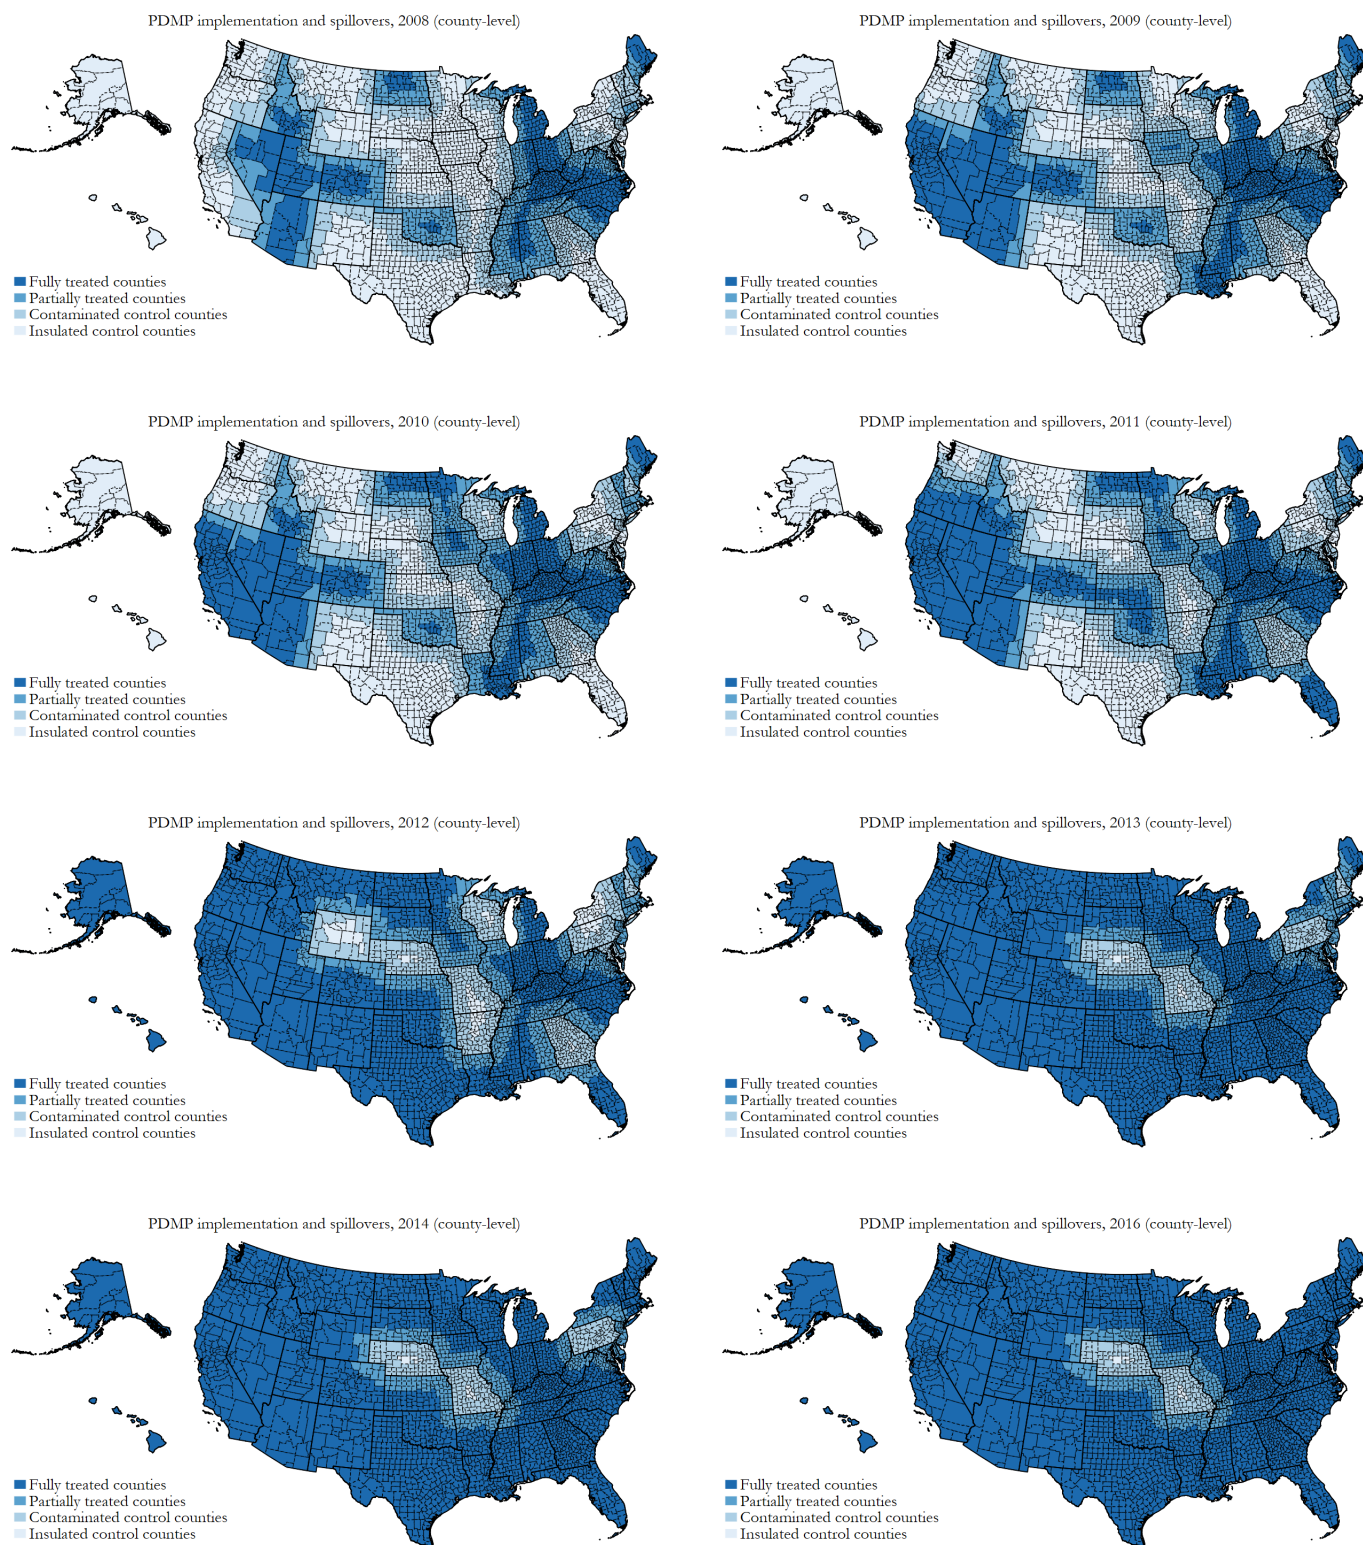 PDMP implementation and spillovers, 2008 (county-level)
Fully treated counties
Partially treated counties
Contaminated control counties
Insulated control counties
PDMP implementation and spillovers, 2009 (county-level)
Fully treated counties
Partially treated counties
Contaminated control counties
Insulated control counties
PDMP implementation and spillovers, 2010 (county-level)
Fully treated counties
Partially treated counties
Contaminated control counties
Insulated control counties
PDMP implementation and spillovers, 2011 (county-level)
Fully treated counties
Partially treated counties
Contaminated control counties
Insulated control counties
PDMP implementation and spillovers, 2012 (county-level)
Fully treated counties
Partially treated counties
Contaminated control counties
Insulated control counties
PDMP implementation and spillovers, 2013 (county-level)
Fully treated counties
Partially treated counties
Contaminated control counties
Insulated control counties
PDMP implementation and spillovers, 2014 (county-level)
Fully treated counties
Partially treated counties
Contaminated control counties
Insulated control counties
PDMP implementation and spillovers, 2016 (county-level)
Fully treated counties
Partially treated counties
Contaminated control counties
Insulated control counties